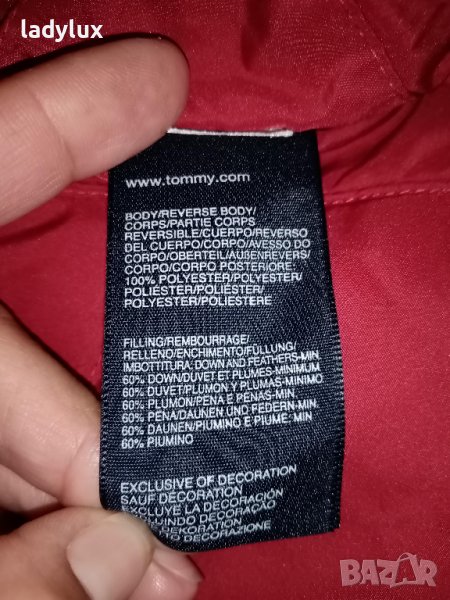 ladylux
www.tommy.com
BODY/REVERSE BODY/
CORPS/PARTIE CORPS
REVERSIBLE/CUERPO/REVERSO
DEL CUERPO/CORPO/AVESSO DO
CORPO/OBERTEIL/AUßENREVERS/
CORPO/CORPO POSTERIORE:
100% POLYESTER/POLYESTER/
POLIÉSTER/POLIÉSTER/
POLYESTER/POLIESTERE
FILLING/REMBOURRAGE/
RELLENO/ENCHIMENTO/FÜLLUNG/
IMBOTTITURA: DOWN AND FEATHERS-MIN.
60% DOWN/DUVET ET PLUMES-MINIMUM
60% DUVET/PLUMON Y PLUMAS-MINIMO
60% PLUMON/PENA E PENAS-MIN.
60% PENA/DAUNEN UND FEDERN-MIN.
60% DAUNEN/PIUMINO E PIUME-MIN.
60% PIUMINO
EXCLUSIVE OF DECORATION
SAUF DÉCORATION
EXCLUYE LA DECORACIÓN
DECORAÇÃO
DEKORATION
DECORAZIONE
BAZAR